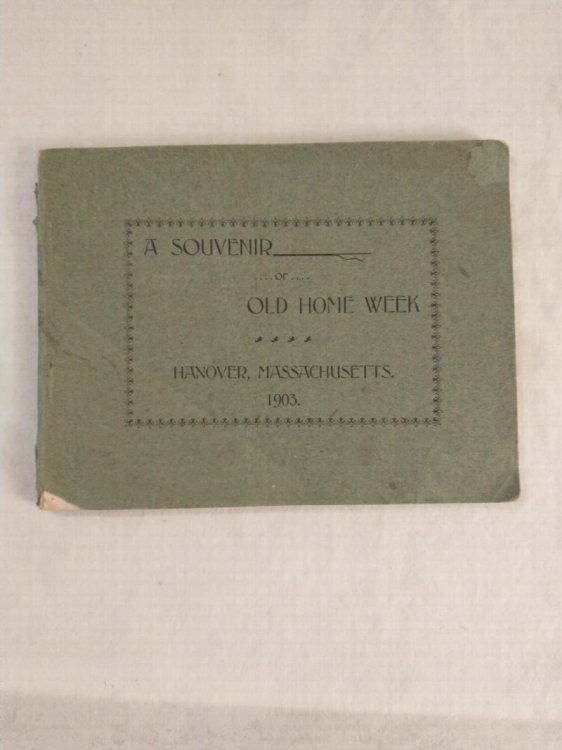 A SOUVENIR
....OF....
OLD HOME WEEK
HANOVER, MASSACHUSETTS.
1903.